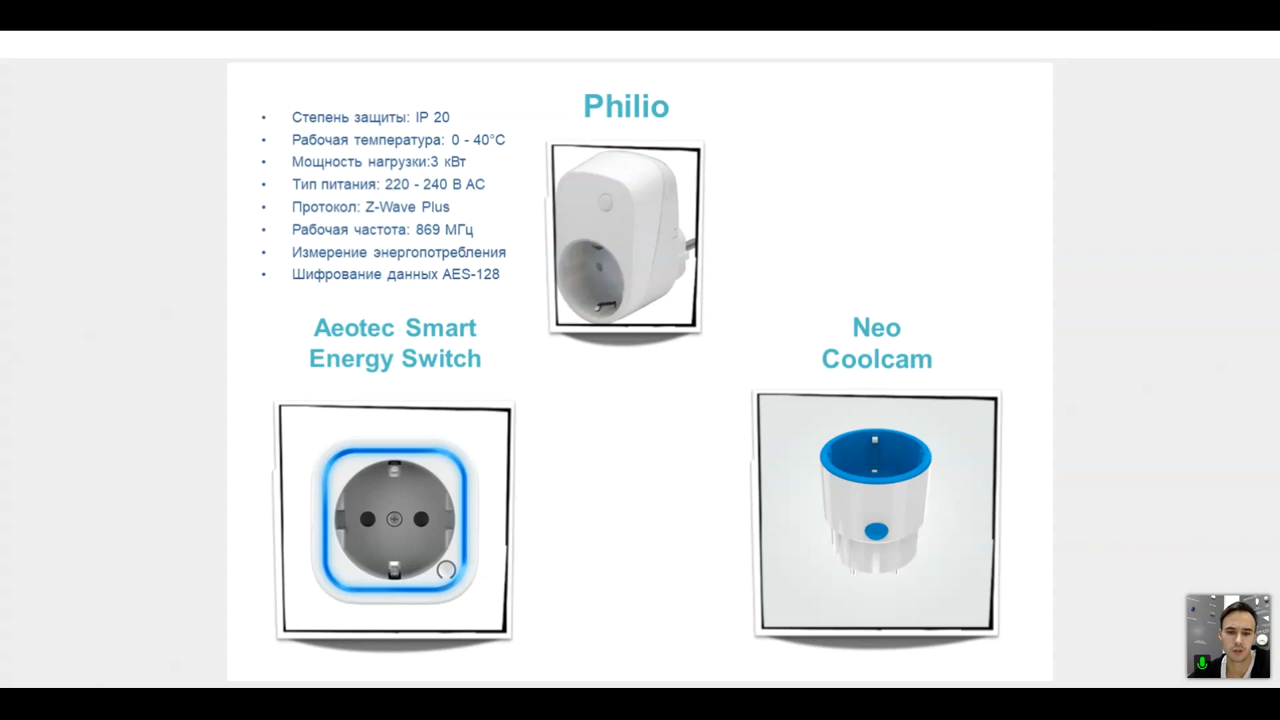 Philio
Степень защиты: IP 20
Рабочая температура: 0 - 40°C
Мощность нагрузки:3 кВт
Тип питания: 220 - 240 В AC
Протокол: Z-Wave Plus
Рабочая частота: 869 МГц
Измерение энергопотребления
Шифрование данных AES-128
Aeotec Smart
Energy Switch
Neo
Coolcam